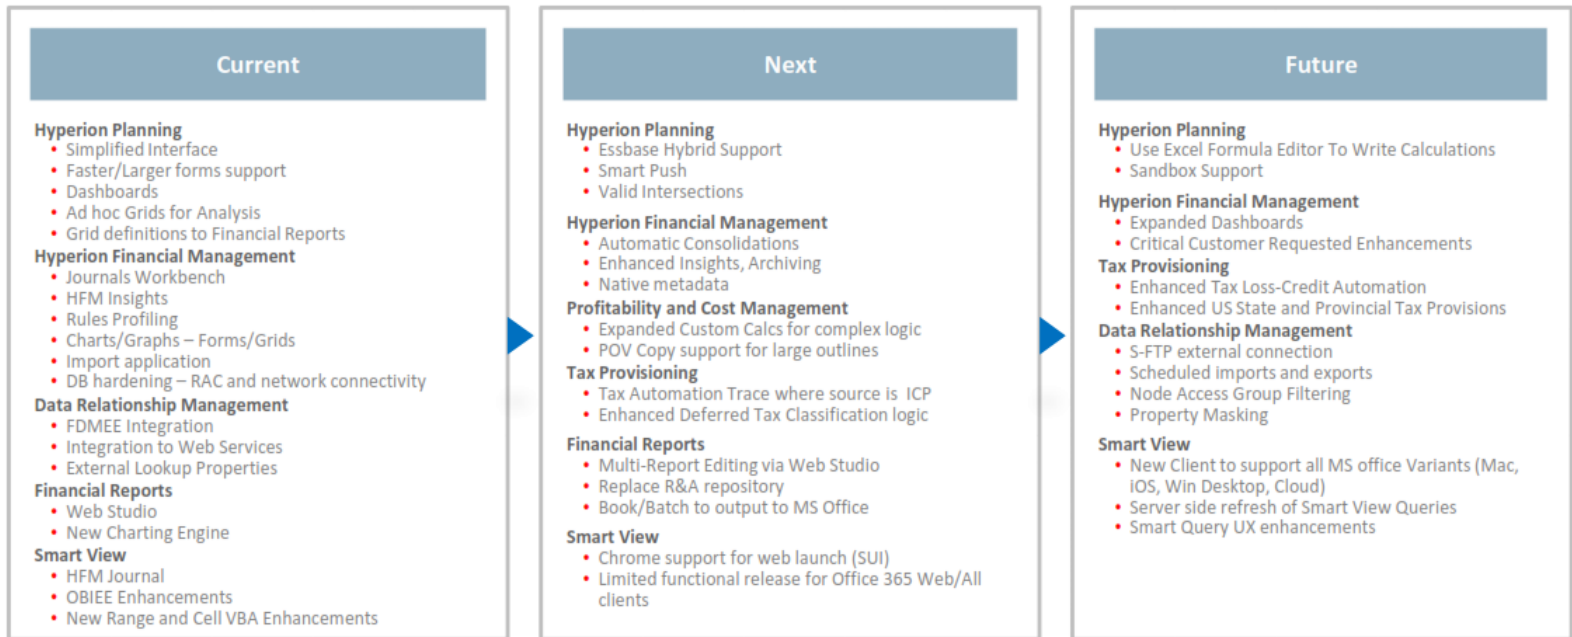 Current
Hyperion Planning
• Simplified Interface
• Faster/Larger forms support
• Dashboards
• Ad hoc Grids for Analysis
• Grid definitions to Financial Reports
Hyperion Financial Management
• Journals Workbench
• HFM Insights
• Rules Profiling
• Charts/Graphs – Forms/Grids
• Import application
• DB hardening – RAC and network connectivity
Data Relationship Management
• FDMEE Integration
• Integration to Web Services
• External Lookup Properties
Financial Reports
• Web Studio
• New Charting Engine
Smart View
• HFM Journal
• OBIEE Enhancements
• New Range and Cell VBA Enhancements
Next
Hyperion Planning
• Essbase Hybrid Support
• Smart Push
• Valid Intersections
Hyperion Financial Management
• Automatic Consolidations
• Enhanced Insights, Archiving
• Native metadata
Profitability and Cost Management
• Expanded Custom Calcs for complex logic
• POV Copy support for large outlines
Tax Provisioning
• Tax Automation Trace where source is ICP
• Enhanced Deferred Tax Classification logic
Financial Reports
• Multi-Report Editing via Web Studio
• Replace R&A repository
• Book/Batch to output to MS Office
Smart View
• Chrome support for web launch (SUI)
• Limited functional release for Office 365 Web/All
clients
Future
Hyperion Planning
• Use Excel Formula Editor To Write Calculations
• Sandbox Support
Hyperion Financial Management
• Expanded Dashboards
• Critical Customer Requested Enhancements
Tax Provisioning
• Enhanced Tax Loss-Credit Automation
• Enhanced US State and Provincial Tax Provisions
Data Relationship Management
• S-FTP external connection
• Scheduled imports and exports
• Node Access Group Filtering
• Property Masking
Smart View
• New Client to support all MS office Variants (Mac,
iOS, Win Desktop, Cloud)
• Server side refresh of Smart View Queries
• Smart Query UX enhancements